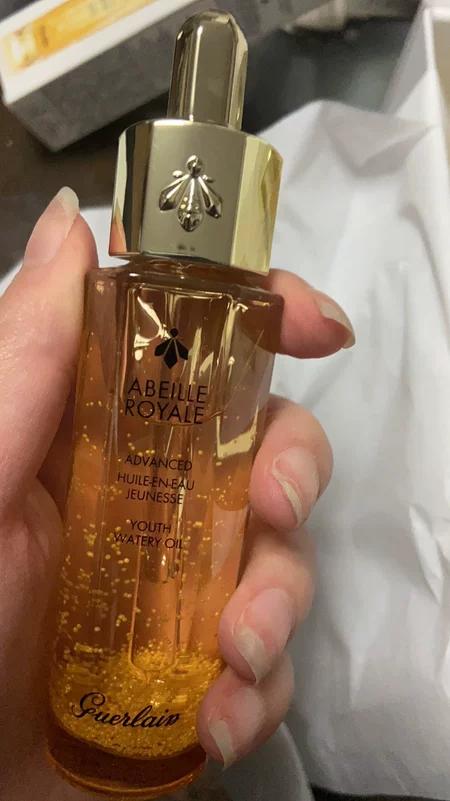 ABEILLE
ROYALE
ADVANCED
HUILE-EN-EAU
JEUNESSE
YOUTH
WATERY OIL
Guerlain